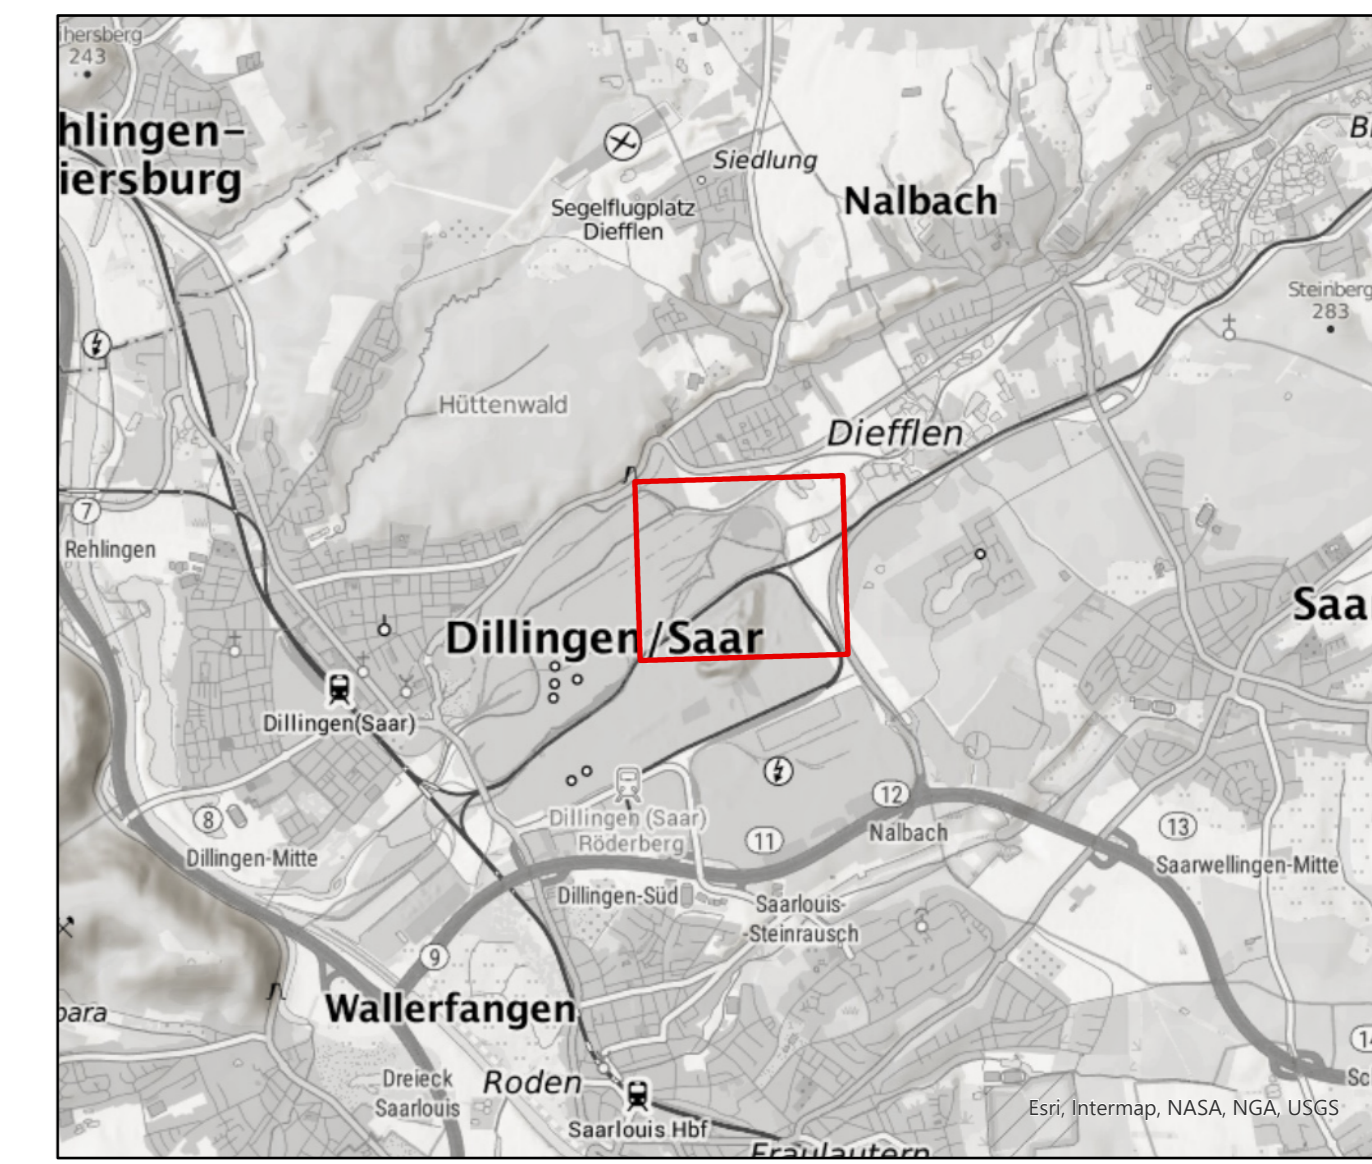 ihersberg
243
hlingen-
iersburg
Siedlung
Segelflugplatz
Diefflen
Nalbach
Steinberg
283
Hüttenwald
Diefflen
7
Rehlingen
Saa
Dillingen/Saar
Dillingen(Saar)
8
Dillingen-Mitte
Dillingen (Saar)
Röderberg
11
12
Nalbach
13
Saarwellingen-Mitte
Dillingen-Süd
Saarlouis-
-Steinrausch
9
Wallerfangen
Dreieck
Saarlouis
Roden
Saarlouis Hbf
Fraulautern
Esri, Intermap, NASA, NGA, USGS